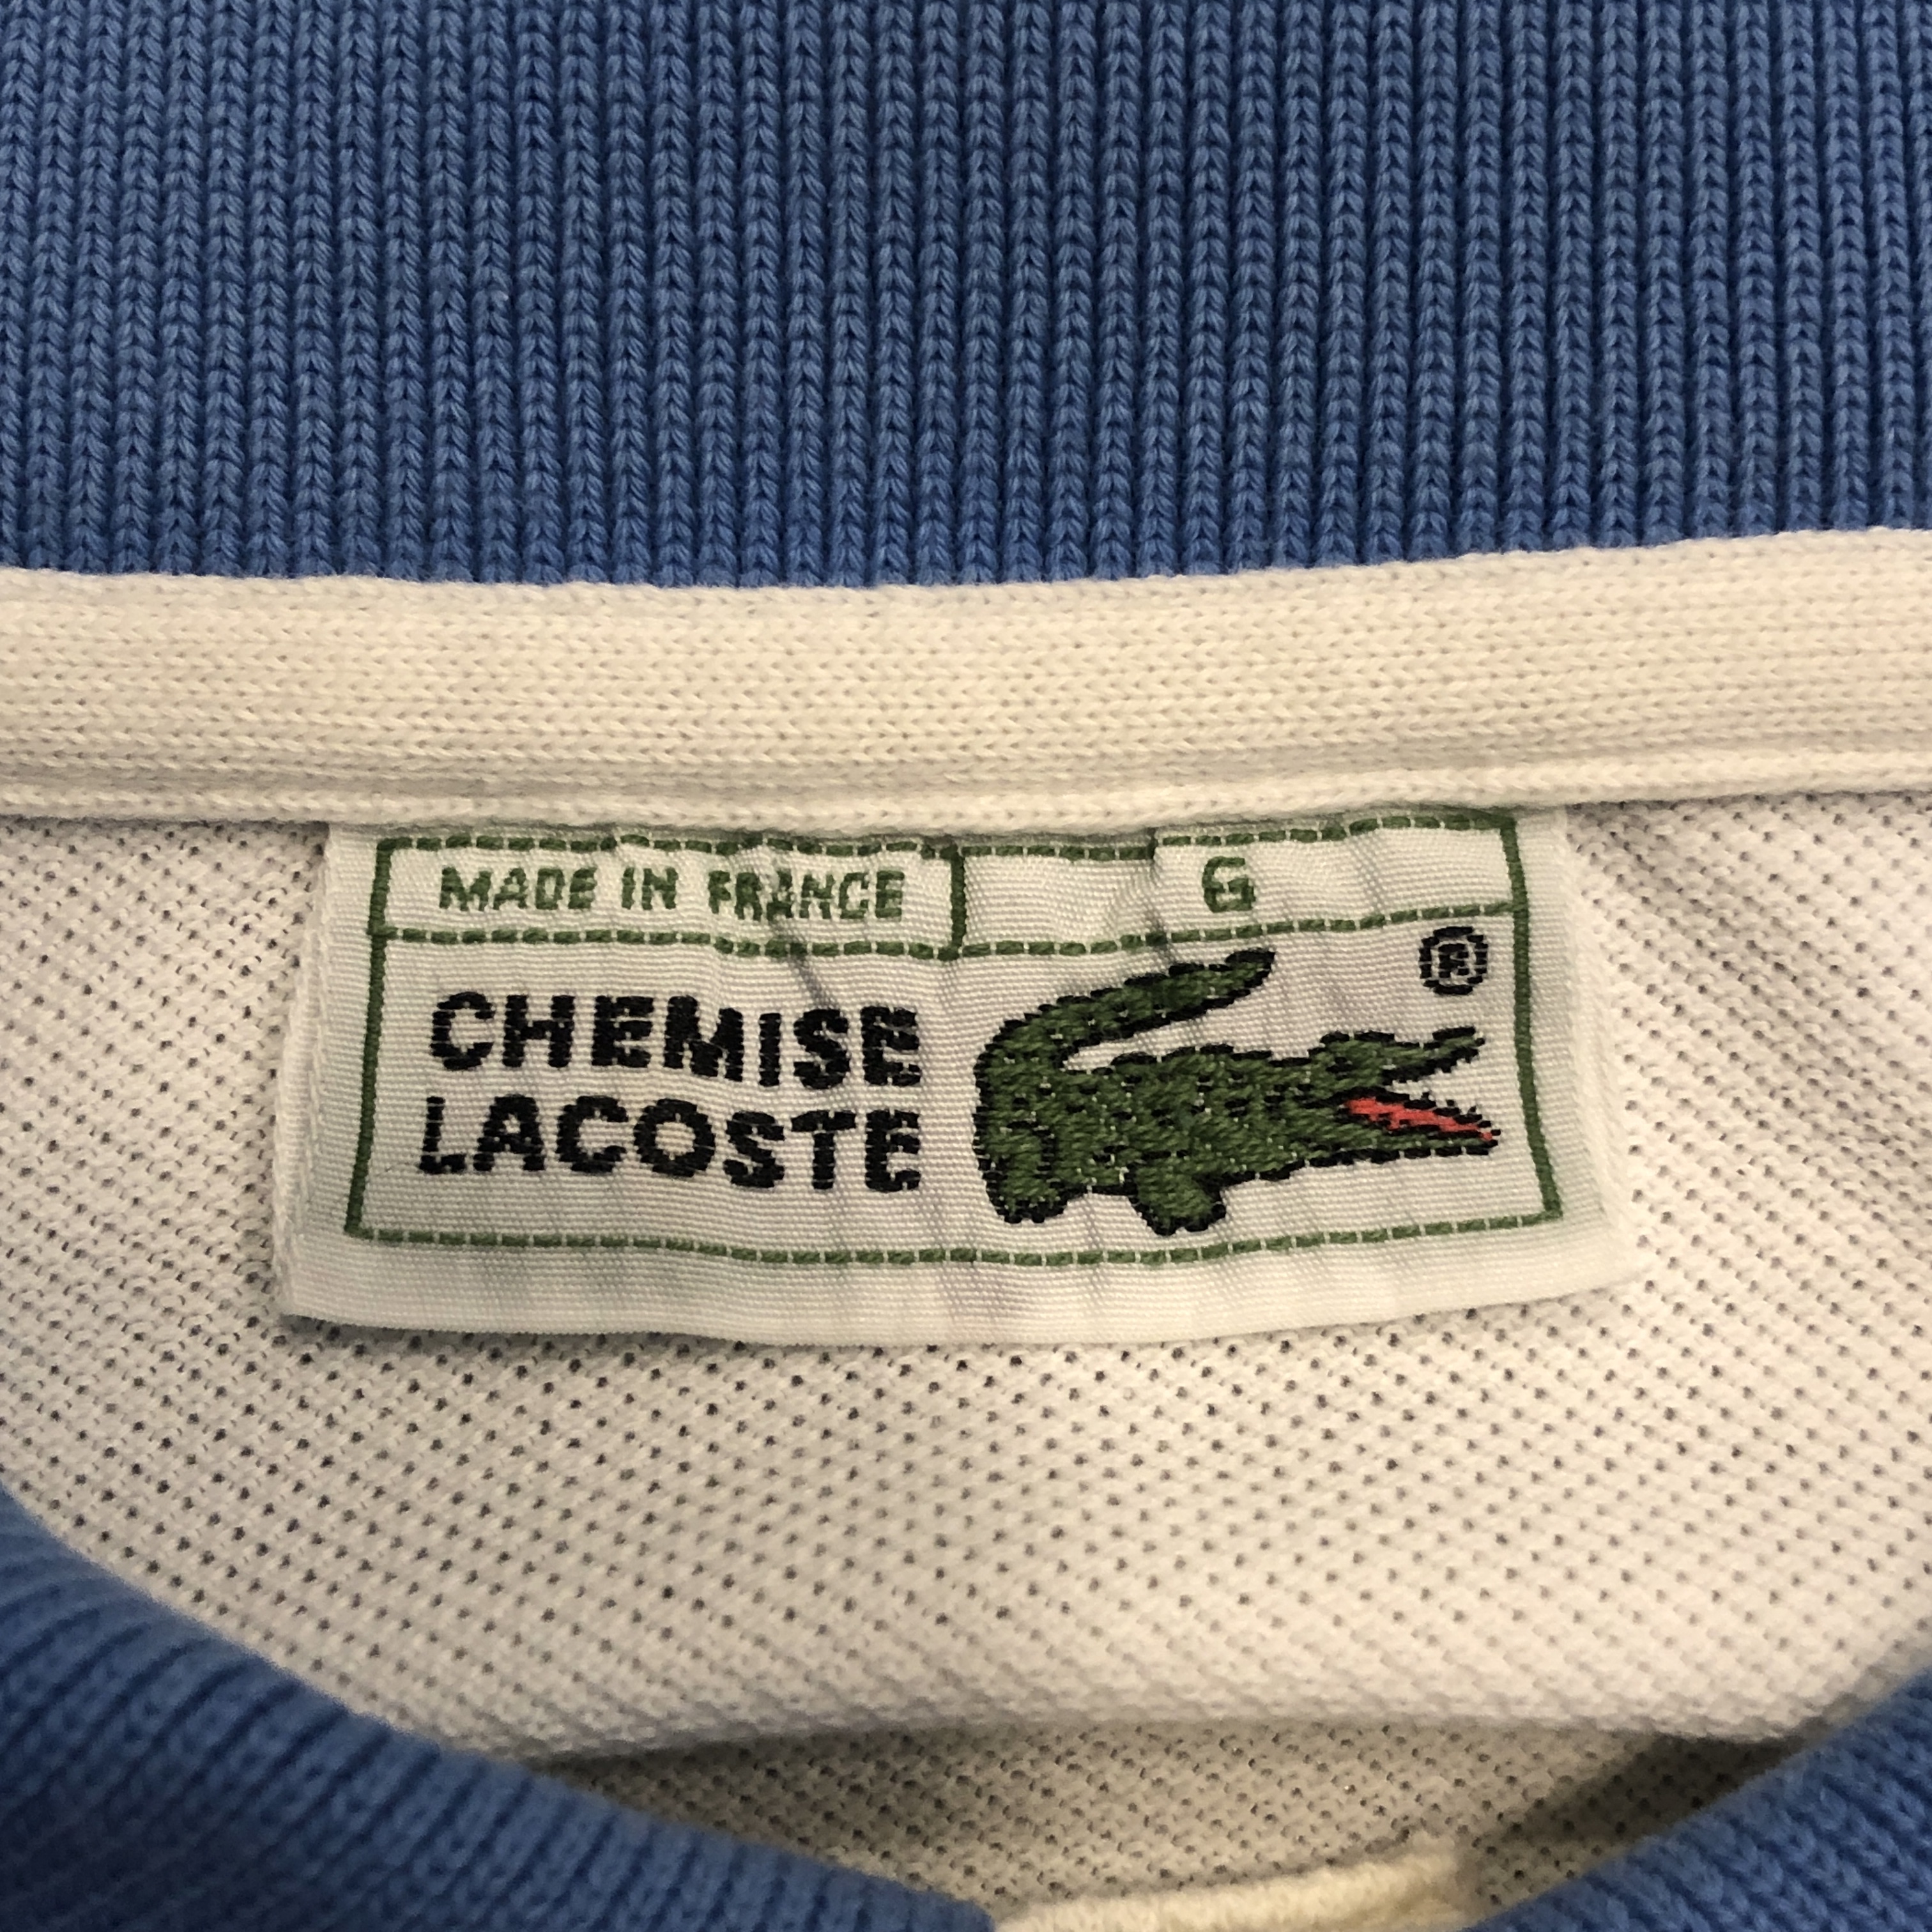 MADE IN FRANCE 6
CHEMISE
LACOSTE
®